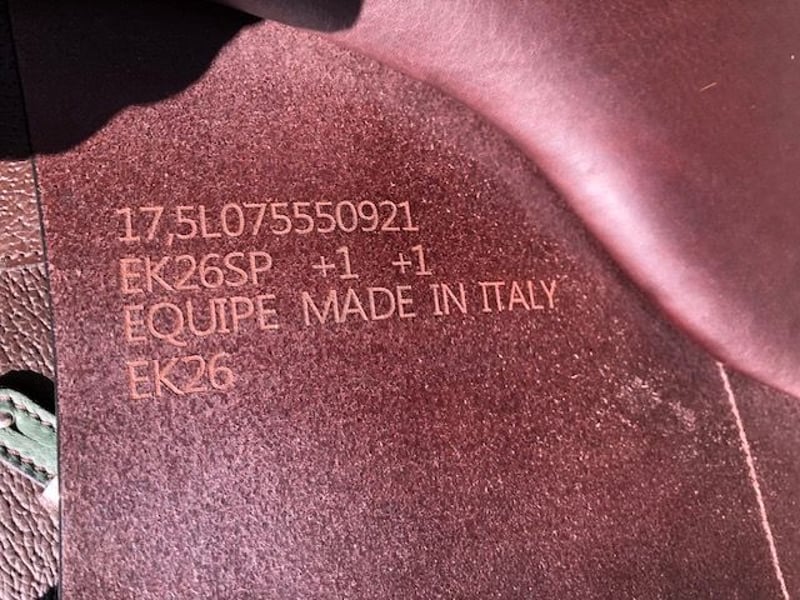 17,5L075550921
EK26SP +1 +1
EQUIPE MADE IN ITALY
EK26